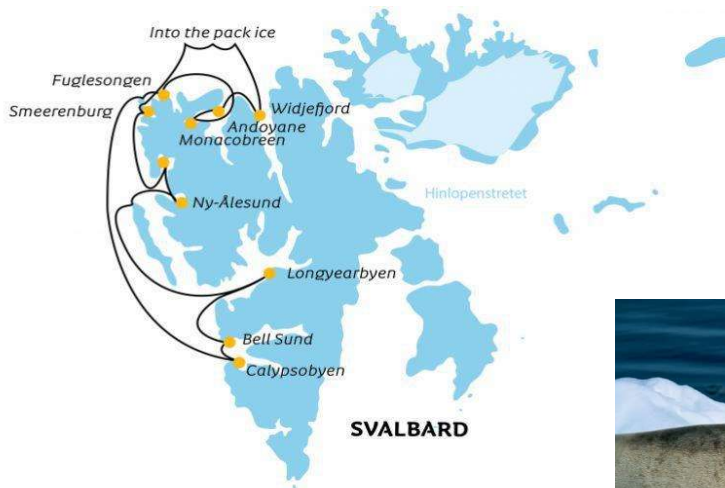 Into the pack ice
Fuglesongen
Smeerenburg
Widjefjord
Andoyane
Monacobreen
Hinlopenstretet
Ny-Ålesund
Longyearbyen
Bell Sund
Calypsobyen
SVALBARD